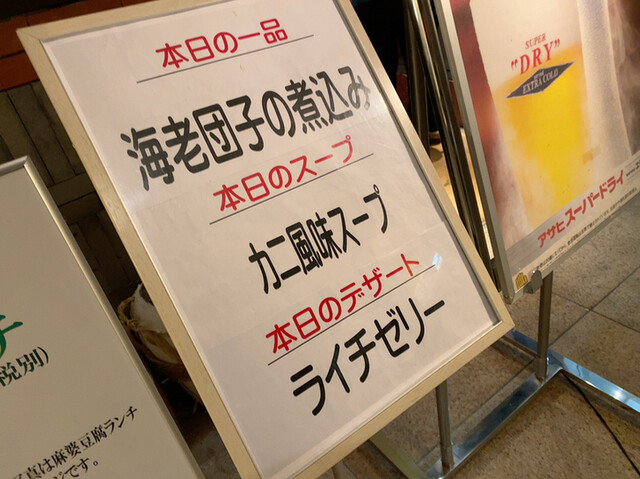 本日の一品
海老団子の煮込み
本日のスープ
カニ風味スープ
本日のデザート
ライチゼリー
SUPER
"DRY"
EXTRA COLD
アサヒスーパードライ
チ
税別)
真は麻婆豆腐ランチ
です。